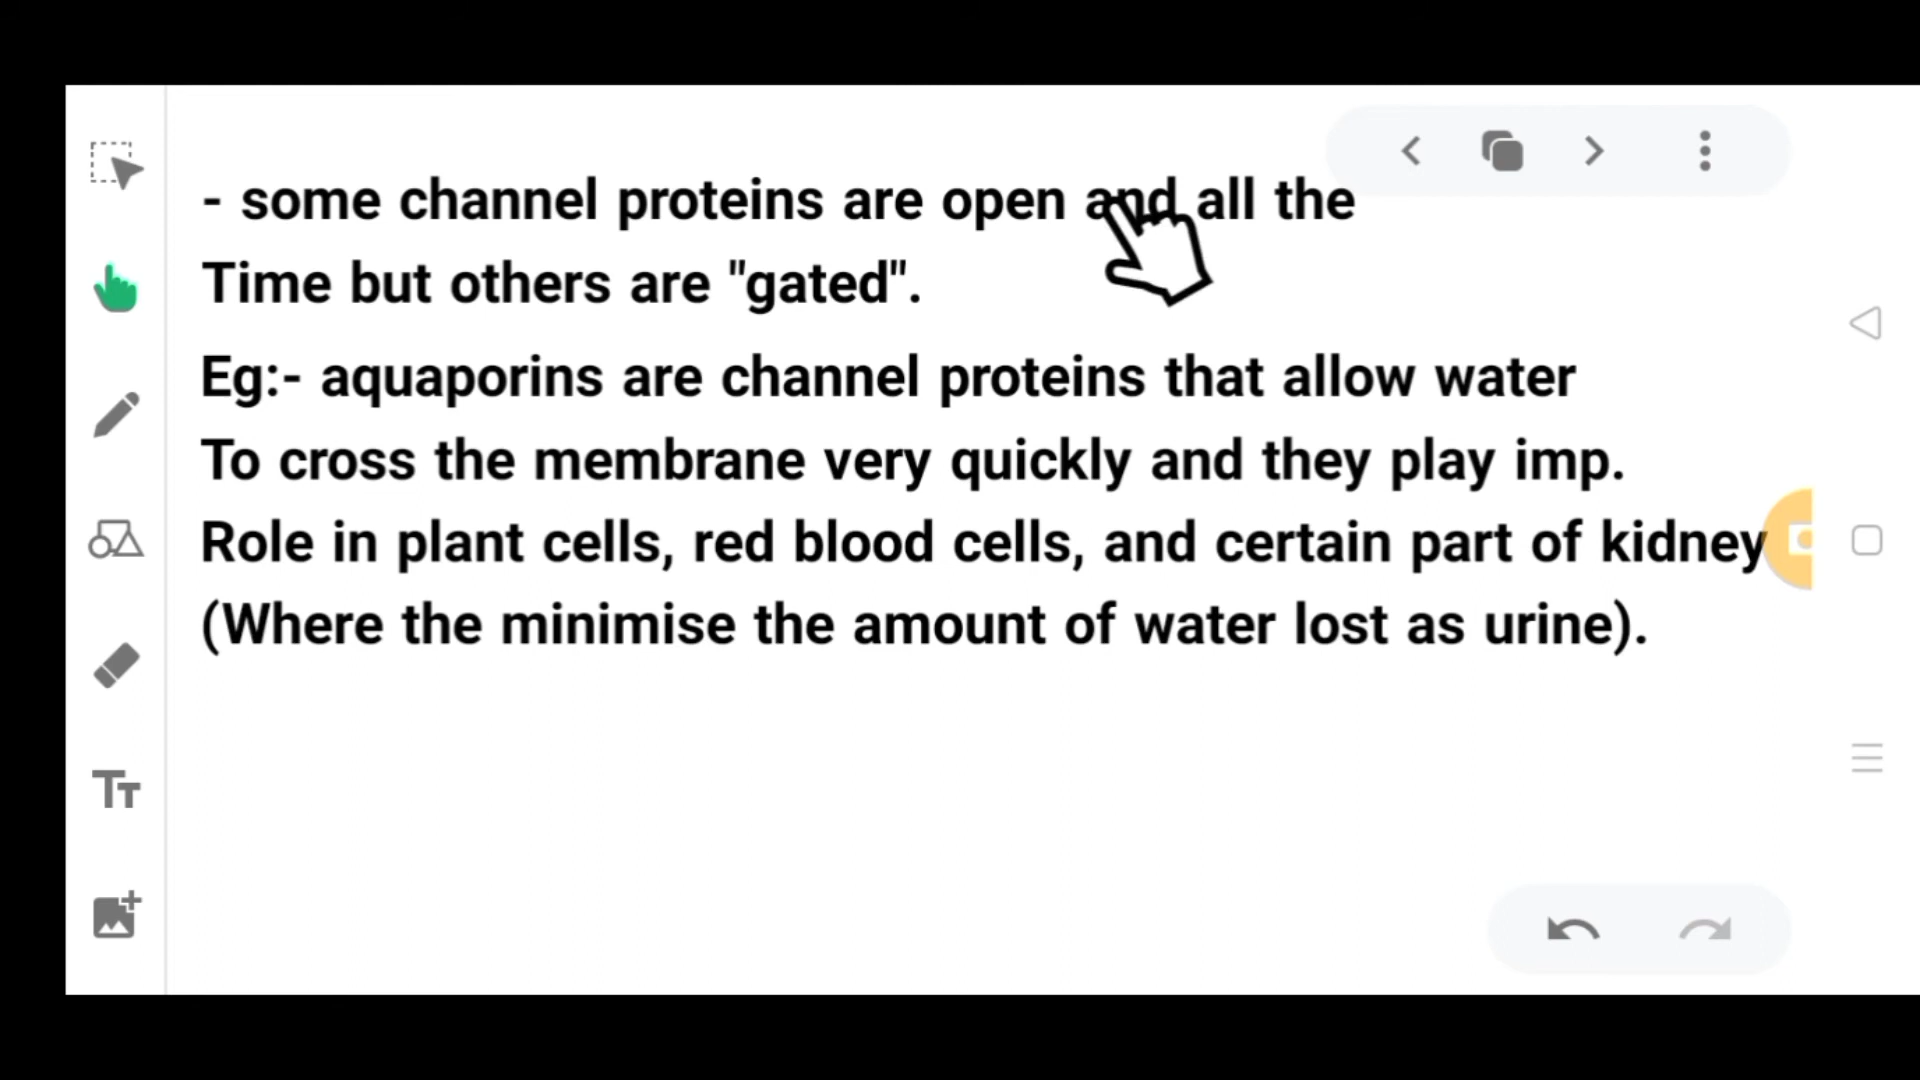 - some channel proteins are open and all the
Time but others are "gated".
Eg:- aquaporins are channel proteins that allow water
To cross the membrane very quickly and they play imp.
Role in plant cells, red blood cells, and certain part of kidney
(Where the minimise the amount of water lost as urine).
Tт